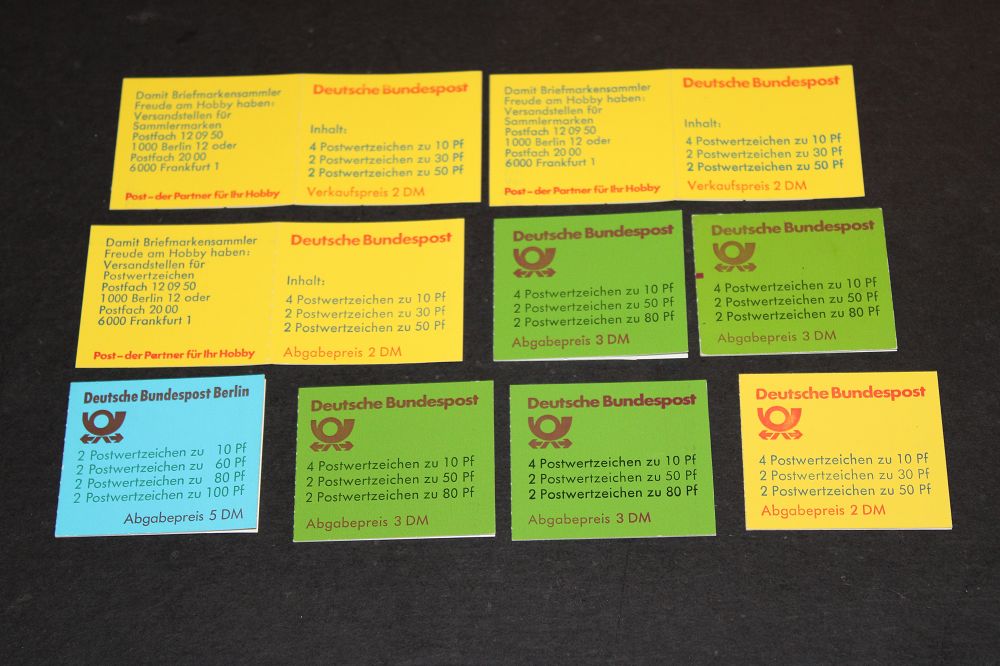 Damit Briefmarkensammler
Freude am Hobby haben:
Versandstellen für
Sammlermarken
Postfach 12 09 50
1000 Berlin 12 oder
Postfach 20 00
6000 Frankfurt 1
Post – der Partner für Ihr Hobby
Deutsche Bundespost
Inhalt:
4 Postwertzeichen zu 10 Pf
2 Postwertzeichen zu 30 Pf
2 Postwertzeichen zu 50 Pf
Verkaufspreis 2 DM
Damit Briefmarkensammler
Freude am Hobby haben:
Versandstellen für
Sammlermarken
Postfach 12 09 50
1000 Berlin 12 oder
Postfach 20 00
6000 Frankfurt 1
Post – der Partner für Ihr Hobby
Deutsche Bundespost
Inhalt:
4 Postwertzeichen zu 10 Pf
2 Postwertzeichen zu 30 Pf
2 Postwertzeichen zu 50 Pf
Verkaufspreis 2 DM
Damit Briefmarkensammler
Freude am Hobby haben:
Versandstellen für
Postwertzeichen
Postfach 12 09 50
1000 Berlin 12 oder
Postfach 20 00
6000 Frankfurt 1
Post – der Partner für Ihr Hobby
Deutsche Bundespost
Inhalt:
4 Postwertzeichen zu 10 Pf
2 Postwertzeichen zu 30 Pf
2 Postwertzeichen zu 50 Pf
Abgabepreis 2 DM
Deutsche Bundespost
4 Postwertzeichen zu 10 Pf
2 Postwertzeichen zu 50 Pf
2 Postwertzeichen zu 80 Pf
Abgabepreis 3 DM
Deutsche Bundespost
4 Postwertzeichen zu 10 Pf
2 Postwertzeichen zu 50 Pf
2 Postwertzeichen zu 80 Pf
Abgabepreis 3 DM
Deutsche Bundespost Berlin
2 Postwertzeichen zu 10 Pf
2 Postwertzeichen zu 60 Pf
2 Postwertzeichen zu 80 Pf
2 Postwertzeichen zu 100 Pf
Abgabepreis 5 DM
Deutsche Bundespost
4 Postwertzeichen zu 10 Pf
2 Postwertzeichen zu 50 Pf
2 Postwertzeichen zu 80 Pf
Abgabepreis 3 DM
Deutsche Bundespost
4 Postwertzeichen zu 10 Pf
2 Postwertzeichen zu 50 Pf
2 Postwertzeichen zu 80 Pf
Abgabepreis 3 DM
Deutsche Bundespost
4 Postwertzeichen zu 10 Pf
2 Postwertzeichen zu 30 Pf
2 Postwertzeichen zu 50 Pf
Abgabepreis 2 DM